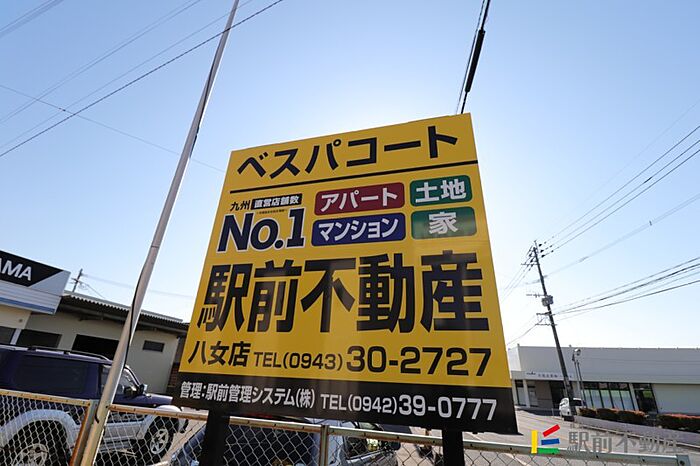 ベスパコート
九州 直営店舗数
No.1
アパート 土地
マンション 家
駅前不動産
八女店 TEL(0943)30-2727
管理：駅前管理システム(株) TEL(0942)39-0777
AMA
駅前不動産